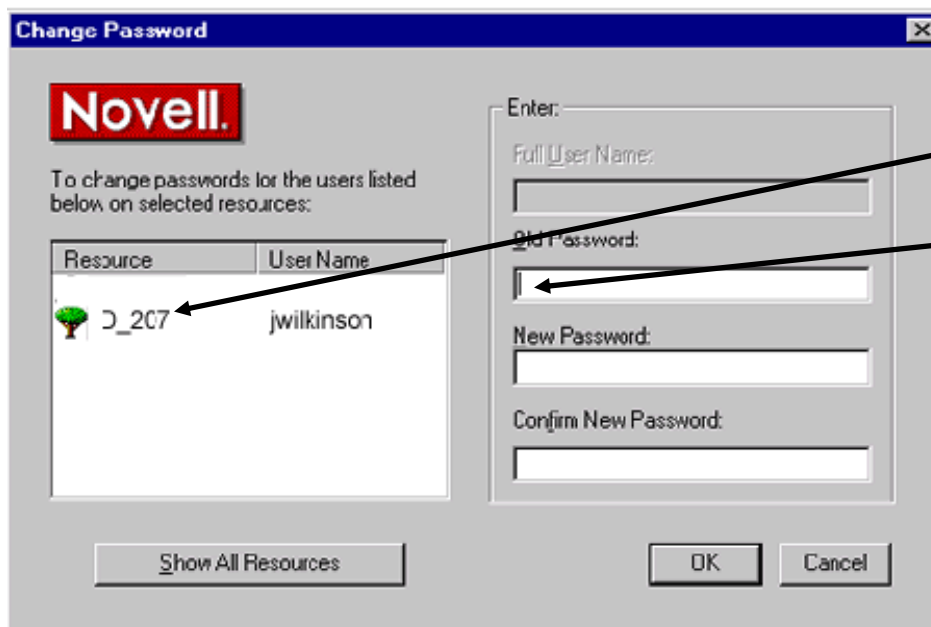 Change Password
Novell.
To change passwords for the users listed
below on selected resources:
Resource User Name
D_207 jwilkinson
Enter:
Full User Name:
Old Password:
New Password:
Confirm New Password:
Show All Resources
OK Cancel